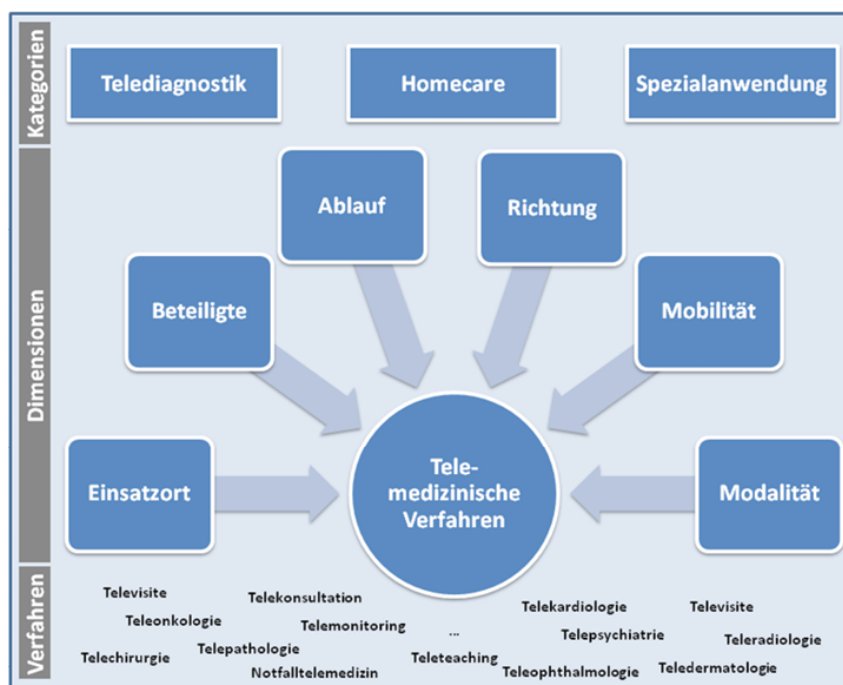 Kategorien
Telediagnostik
Homecare
Spezialanwendung
Dimensionen
Ablauf
Richtung
Beteiligte
Mobilität
Einsatzort
Tele-
medizinische
Verfahren
Modalität
Verfahren
Televisite
Telekonsultation
Telekardiologie
Televisite
Teleonkologie
Telemonitoring
...
Telepsychiatrie
Teleradiologie
Telechirurgie
Telepathologie
Teleteaching
Notfalltelemedizin
Teleophthalmologie
Teledermatologie